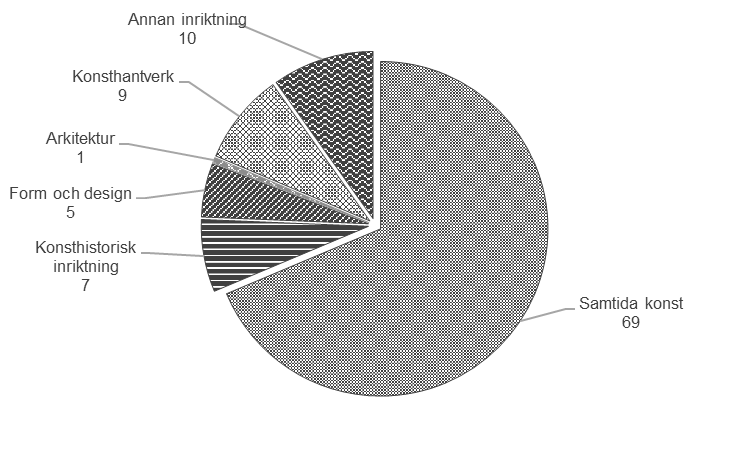 Annan inriktning
10
Konsthantverk
9
Arkitektur
1
Form och design
5
Konsthistorisk
inriktning
7
Samtida konst
69